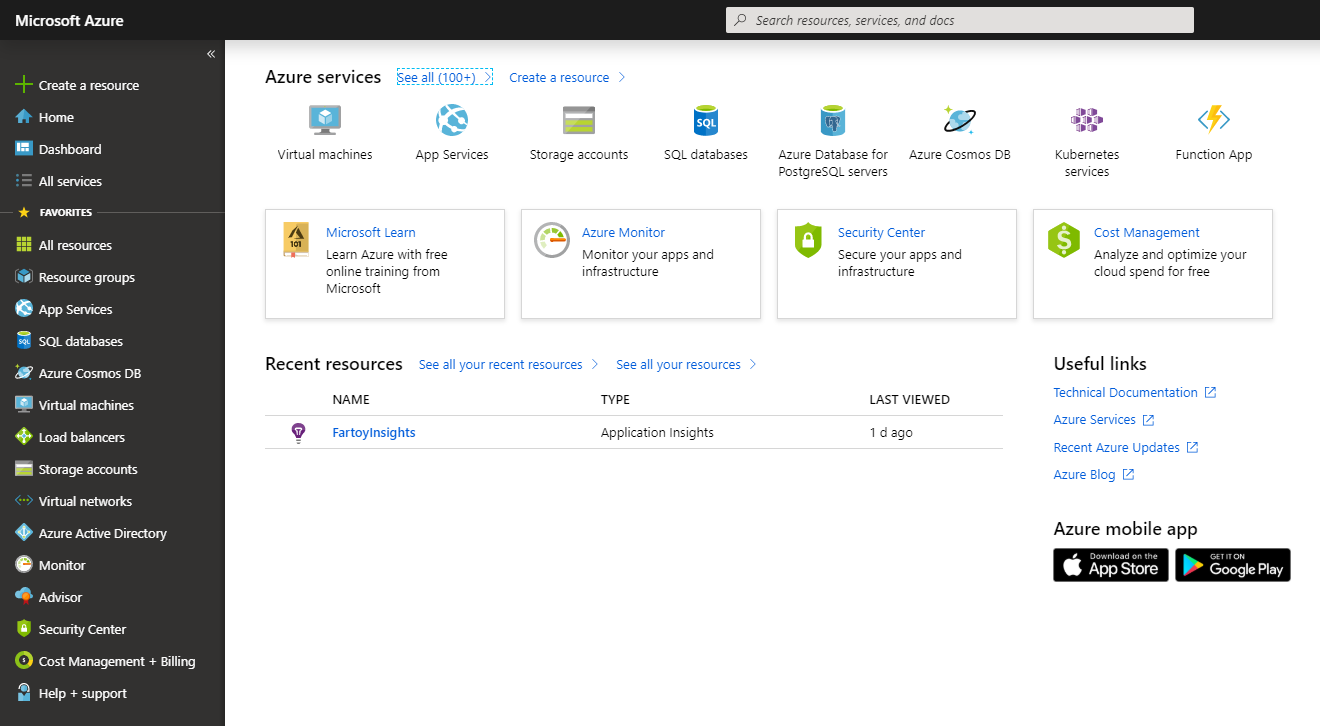 Microsoft Azure
Search resources, services, and docs
«
Create a resource
Home
Dashboard
All services
FAVORITES
All resources
Resource groups
App Services
SQL databases
Azure Cosmos DB
Virtual machines
Load balancers
Storage accounts
Virtual networks
Azure Active Directory
Monitor
Advisor
Security Center
Cost Management + Billing
Help + support
Azure services See all (100+) Create a resource
Virtual machines
App Services
Storage accounts
SQL
SQL databases
Azure Database for
PostgreSQL servers
Azure Cosmos DB
Kubernetes
services
Function App
101
Microsoft Learn
Learn Azure with free
online training from
Microsoft
Azure Monitor
Monitor your apps and
infrastructure
Security Center
Secure your apps and
infrastructure
Cost Management
Analyze and optimize your
cloud spend for free
Recent resources See all your recent resources See all your resources
NAME TYPE LAST VIEWED
FartoyInsights Application Insights 1 d ago
Useful links
Technical Documentation
Azure Services
Recent Azure Updates
Azure Blog
Azure mobile app
Download on the
App Store
GET IT ON
Google Play